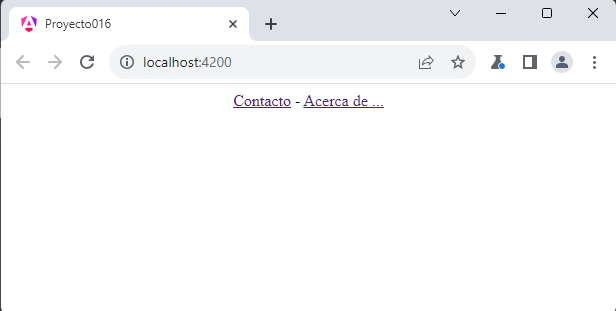 Proyecto016
localhost:4200
Contacto - Acerca de ...